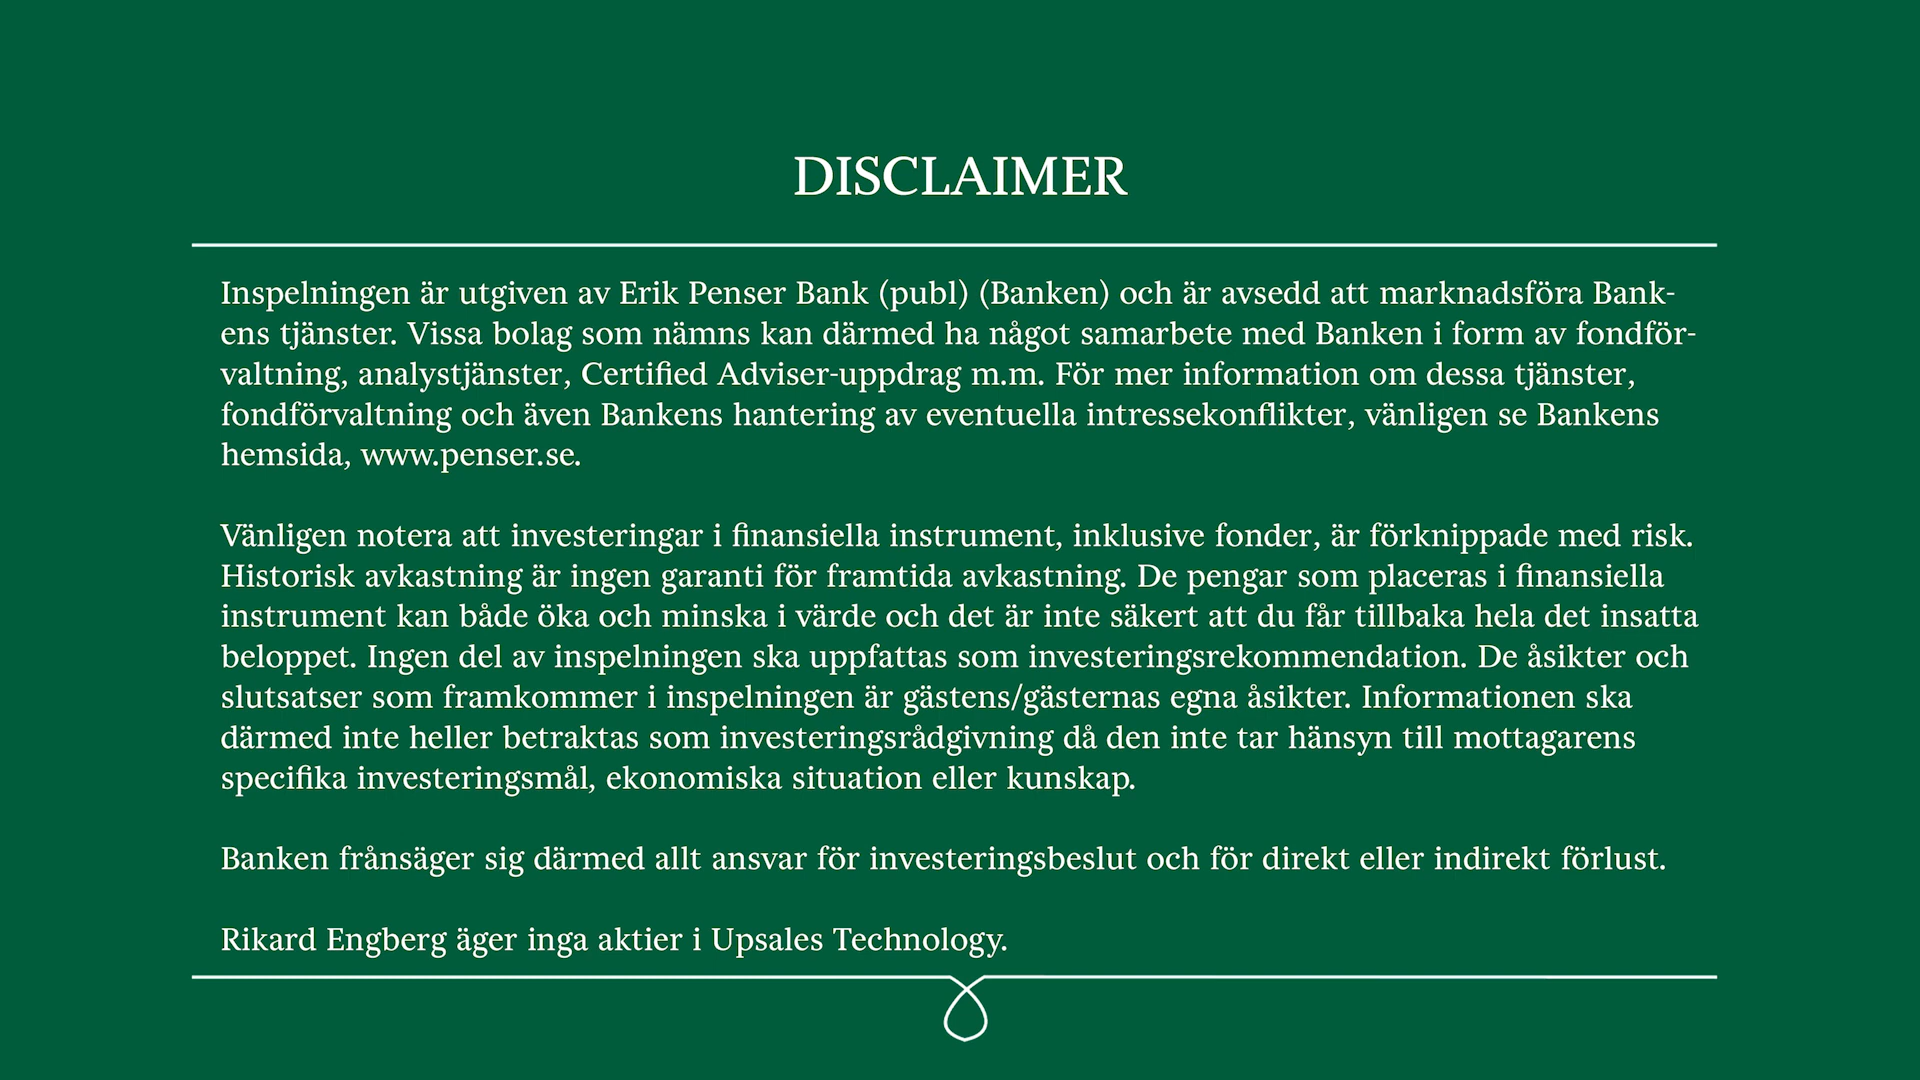 DISCLAIMER
Inspelningen är utgiven av Erik Penser Bank (publ) (Banken) och är avsedd att marknadsföra Bank-
ens tjänster. Vissa bolag som nämns kan därmed ha något samarbete med Banken i form av fondför-
valtning, analystjänster, Certified Adviser-uppdrag m.m. För mer information om dessa tjänster,
fondförvaltning och även Bankens hantering av eventuella intressekonflikter, vänligen se Bankens
hemsida, www.penser.se.
Vänligen notera att investeringar i finansiella instrument, inklusive fonder, är förknippade med risk.
Historisk avkastning är ingen garanti för framtida avkastning. De pengar som placeras i finansiella
instrument kan både öka och minska i värde och det är inte säkert att du får tillbaka hela det insatta
beloppet. Ingen del av inspelningen ska uppfattas som investeringsrekommendation. De åsikter och
slutsatser som framkommer i inspelningen är gästens/gästernas egna åsikter. Informationen ska
därmed inte heller betraktas som investeringsrådgivning då den inte tar hänsyn till mottagarens
specifika investeringsmål, ekonomiska situation eller kunskap.
Banken frånsäger sig därmed allt ansvar för investeringsbeslut och för direkt eller indirekt förlust.
Rikard Engberg äger inga aktier i Upsales Technology.